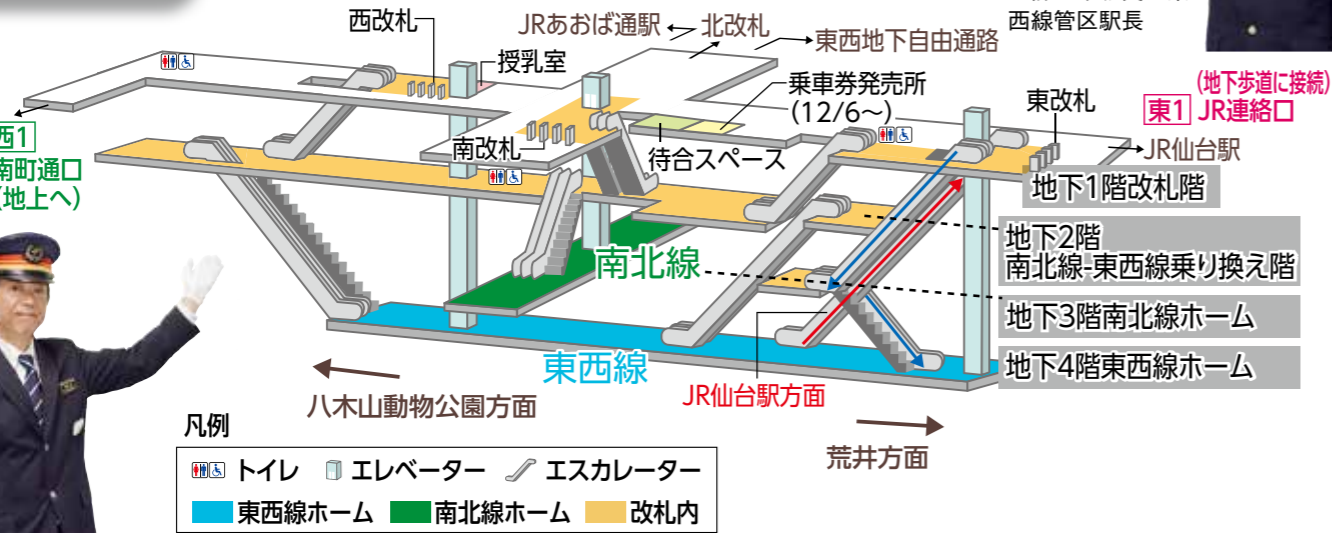 西線管区駅長
西改札
JRあおば通駅
北改札
東西地下自由通路
授乳室
乗車券発売所
(12/6~)
(地下歩道に接続)
東1 JR連絡口
東改札
JR仙台駅
西1
南町通口
(地上へ)
南改札
待合スペース
地下1階改札階
地下2階
南北線-東西線乗り換え階
南北線
地下3階南北線ホーム
地下4階東西線ホーム
東西線
JR仙台駅方面
八木山動物公園方面
荒井方面
凡例
トイレ エレベーター エスカレーター
東西線ホーム 南北線ホーム 改札内